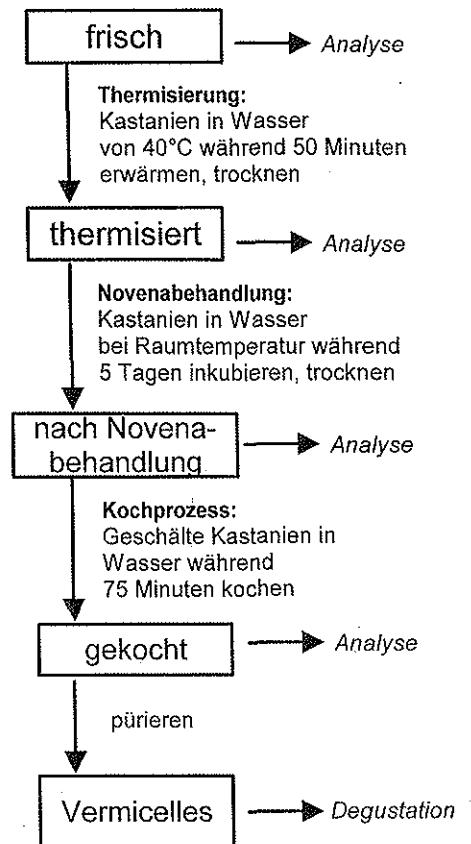 frisch
Analyse
Thermisierung:
Kastanien in Wasser
von 40°C während 50 Minuten
erwärmen, trocknen
thermisiert
Analyse
Novenabehandlung:
Kastanien in Wasser
bei Raumtemperatur während
5 Tagen inkubieren, trocknen
nach Novena-
behandlung
Analyse
Kochprozess:
Geschälte Kastanien in
Wasser während
75 Minuten kochen
gekocht
Analyse
pürieren
Vermicelles
Degustation